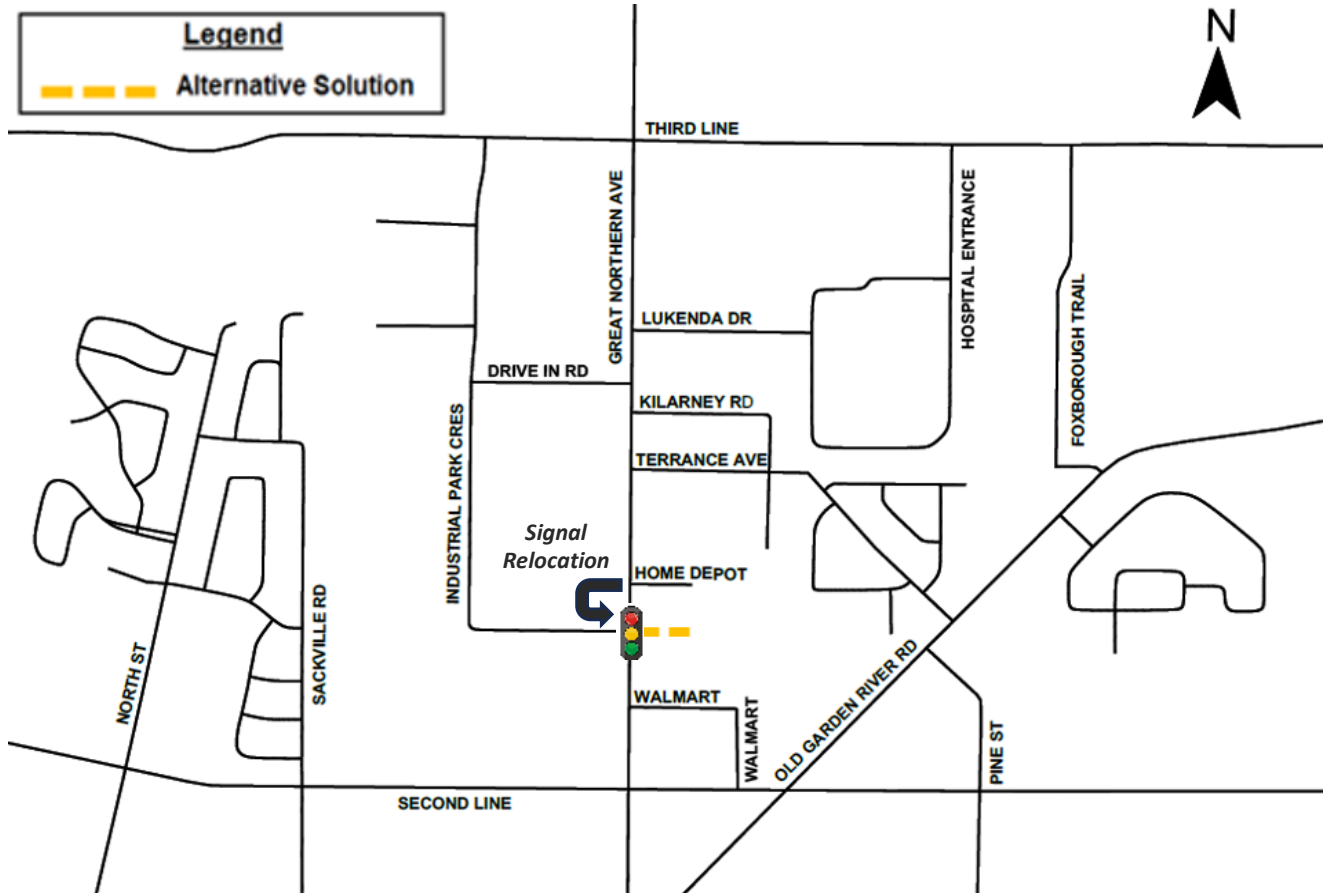 Legend
Alternative Solution
N
THIRD LINE
GREAT NORTHERN AVE
HOSPITAL ENTRANCE
FOXBOROUGH TRAIL
LUKENDA DR
DRIVE IN RD
KILARNEY RD
INDUSTRIAL PARK CRES
TERRANCE AVE
Signal
Relocation
HOME DEPOT
SACKVILLE RD
NORTH ST
WALMART
WALMART
OLD GARDEN RIVER RD
PINE ST
SECOND LINE